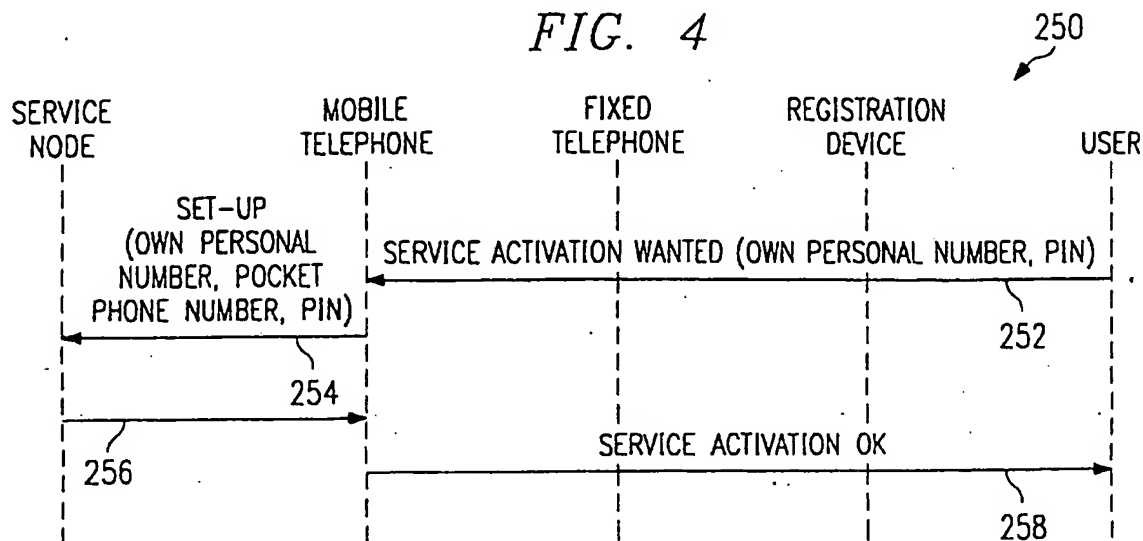 FIG. 4
250
SERVICE
NODE
MOBILE
TELEPHONE
FIXED
TELEPHONE
REGISTRATION
DEVICE
USER
SET-UP
(OWN PERSONAL
NUMBER, POCKET
PHONE NUMBER, PIN)
SERVICE ACTIVATION WANTED (OWN PERSONAL NUMBER, PIN)
252
254
256
SERVICE ACTIVATION OK
258